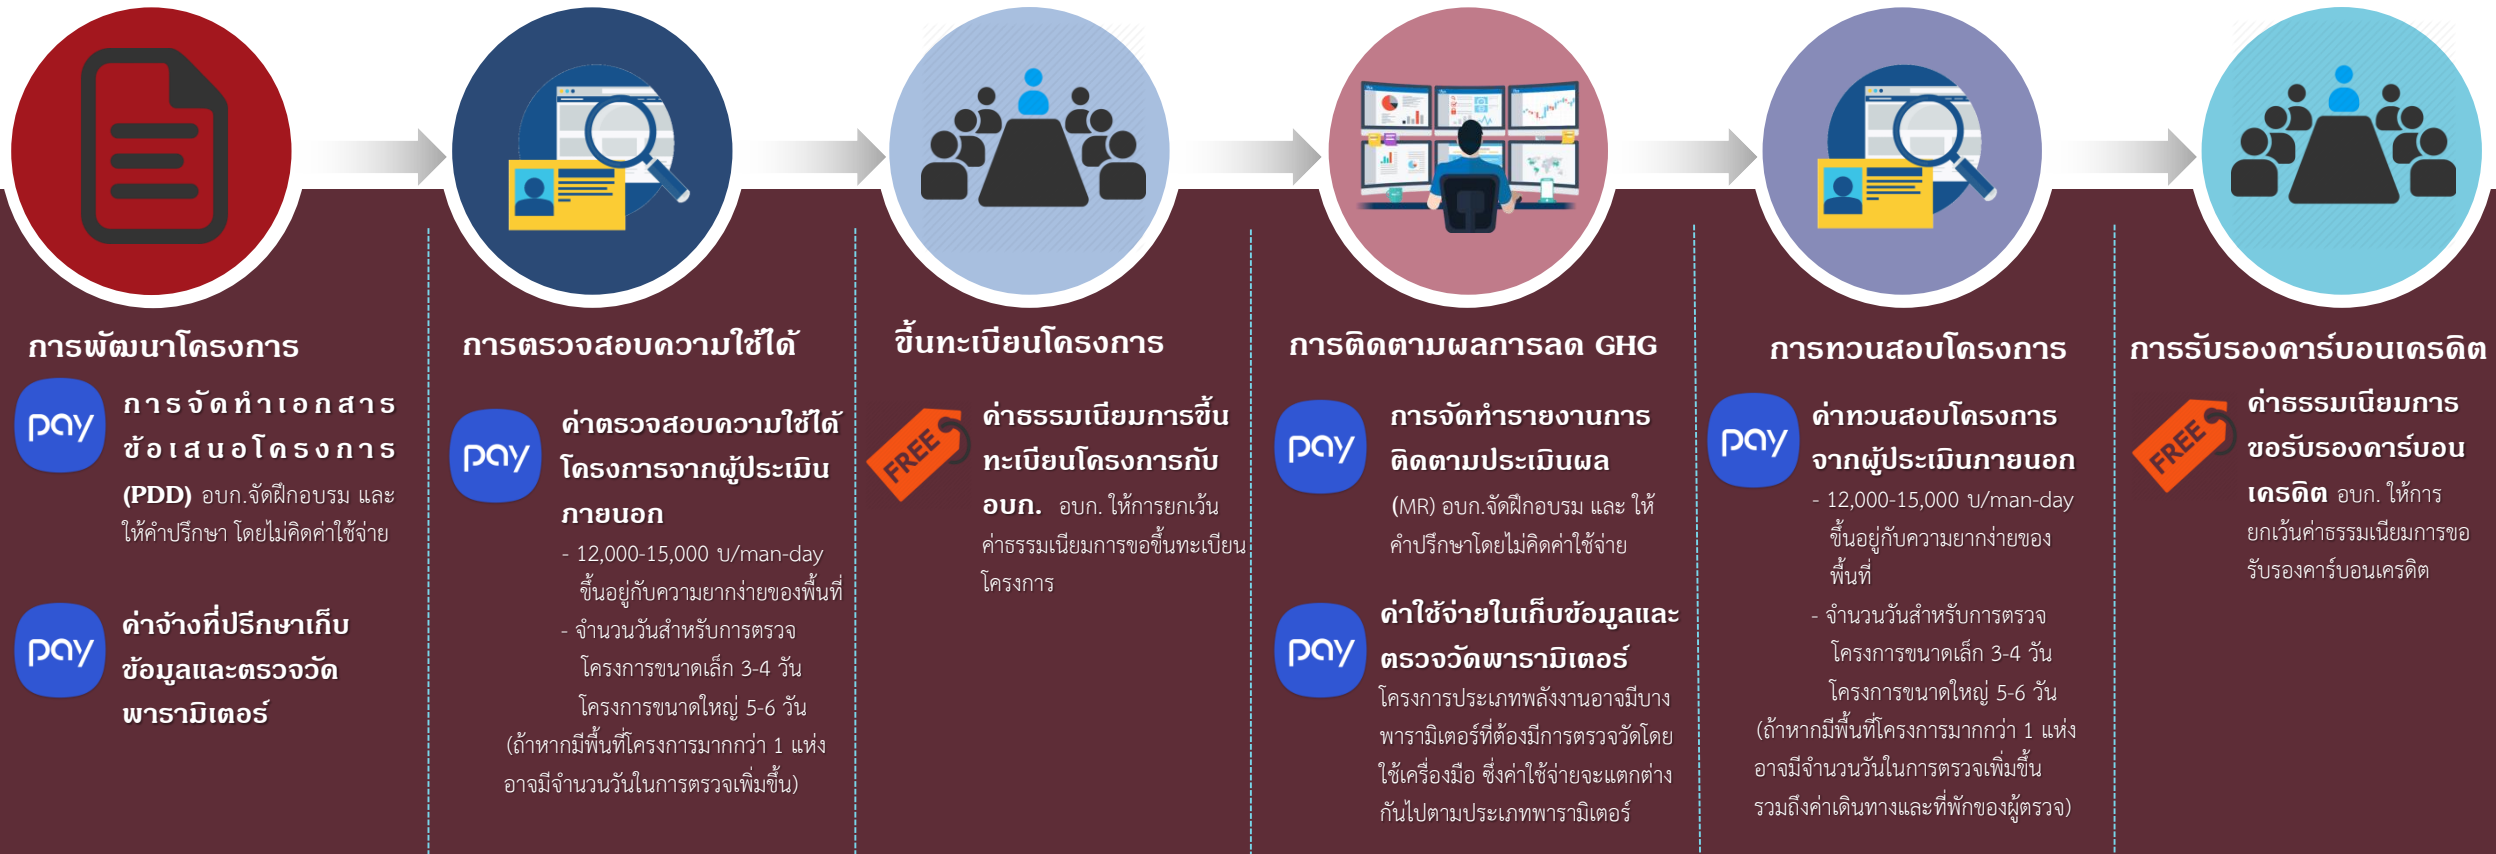 การพัฒนาโครงการ
pay
การจัดทำเอกสาร
ข้อเสนอโครงการ
(PDD) อบก.จัดฝึกอบรม และ
ให้คำปรึกษา โดยไม่คิดค่าใช้จ่าย
pay
ค่าจ้างที่ปรึกษาเก็บ
ข้อมูลและตรวจวัด
พารามิเตอร์
การตรวจสอบความใช้ได้
pay
ค่าตรวจสอบความใช้ได้
โครงการจากผู้ประเมิน
ภายนอก
- 12,000-15,000 บ/man-day
ขึ้นอยู่กับความยากง่ายของพื้นที่
- จำนวนวันสำหรับการตรวจ
โครงการขนาดเล็ก 3-4 วัน
โครงการขนาดใหญ่ 5-6 วัน
(ถ้าหากมีพื้นที่โครงการมากกว่า 1 แห่ง
อาจมีจำนวนวันในการตรวจเพิ่มขึ้น)
ขึ้นทะเบียนโครงการ
FREE
ค่าธรรมเนียมการขึ้น
ทะเบียนโครงการกับ
อบก. อบก. ให้การยกเว้น
ค่าธรรมเนียมการขอขึ้นทะเบียน
โครงการ
การติดตามผลการลด GHG
pay
การจัดทำรายงานการ
ติดตามประเมินผล
(MR) อบก.จัดฝึกอบรม และ ให้
คำปรึกษาโดยไม่คิดค่าใช้จ่าย
pay
ค่าใช้จ่ายในเก็บข้อมูลและ
ตรวจวัดพารามิเตอร์
โครงการประเภทพลังงานอาจมีบาง
พารามิเตอร์ที่ต้องมีการตรวจวัดโดย
ใช้เครื่องมือ ซึ่งค่าใช้จ่ายจะแตกต่าง
กันไปตามประเภทพารามิเตอร์
การทวนสอบโครงการ
pay
ค่าทวนสอบโครงการ
จากผู้ประเมินภายนอก
- 12,000-15,000 บ/man-day
ขึ้นอยู่กับความยากง่ายของ
พื้นที่
- จำนวนวันสำหรับการตรวจ
โครงการขนาดเล็ก 3-4 วัน
โครงการขนาดใหญ่ 5-6 วัน
(ถ้าหากมีพื้นที่โครงการมากกว่า 1 แห่ง
อาจมีจำนวนวันในการตรวจเพิ่มขึ้น
รวมถึงค่าเดินทางและที่พักของผู้ตรวจ)
การรับรองคาร์บอนเครดิต
FREE
ค่าธรรมเนียมการ
ขอรับรองคาร์บอน
เครดิต อบก. ให้การ
ยกเว้นค่าธรรมเนียมการขอ
รับรองคาร์บอนเครดิต